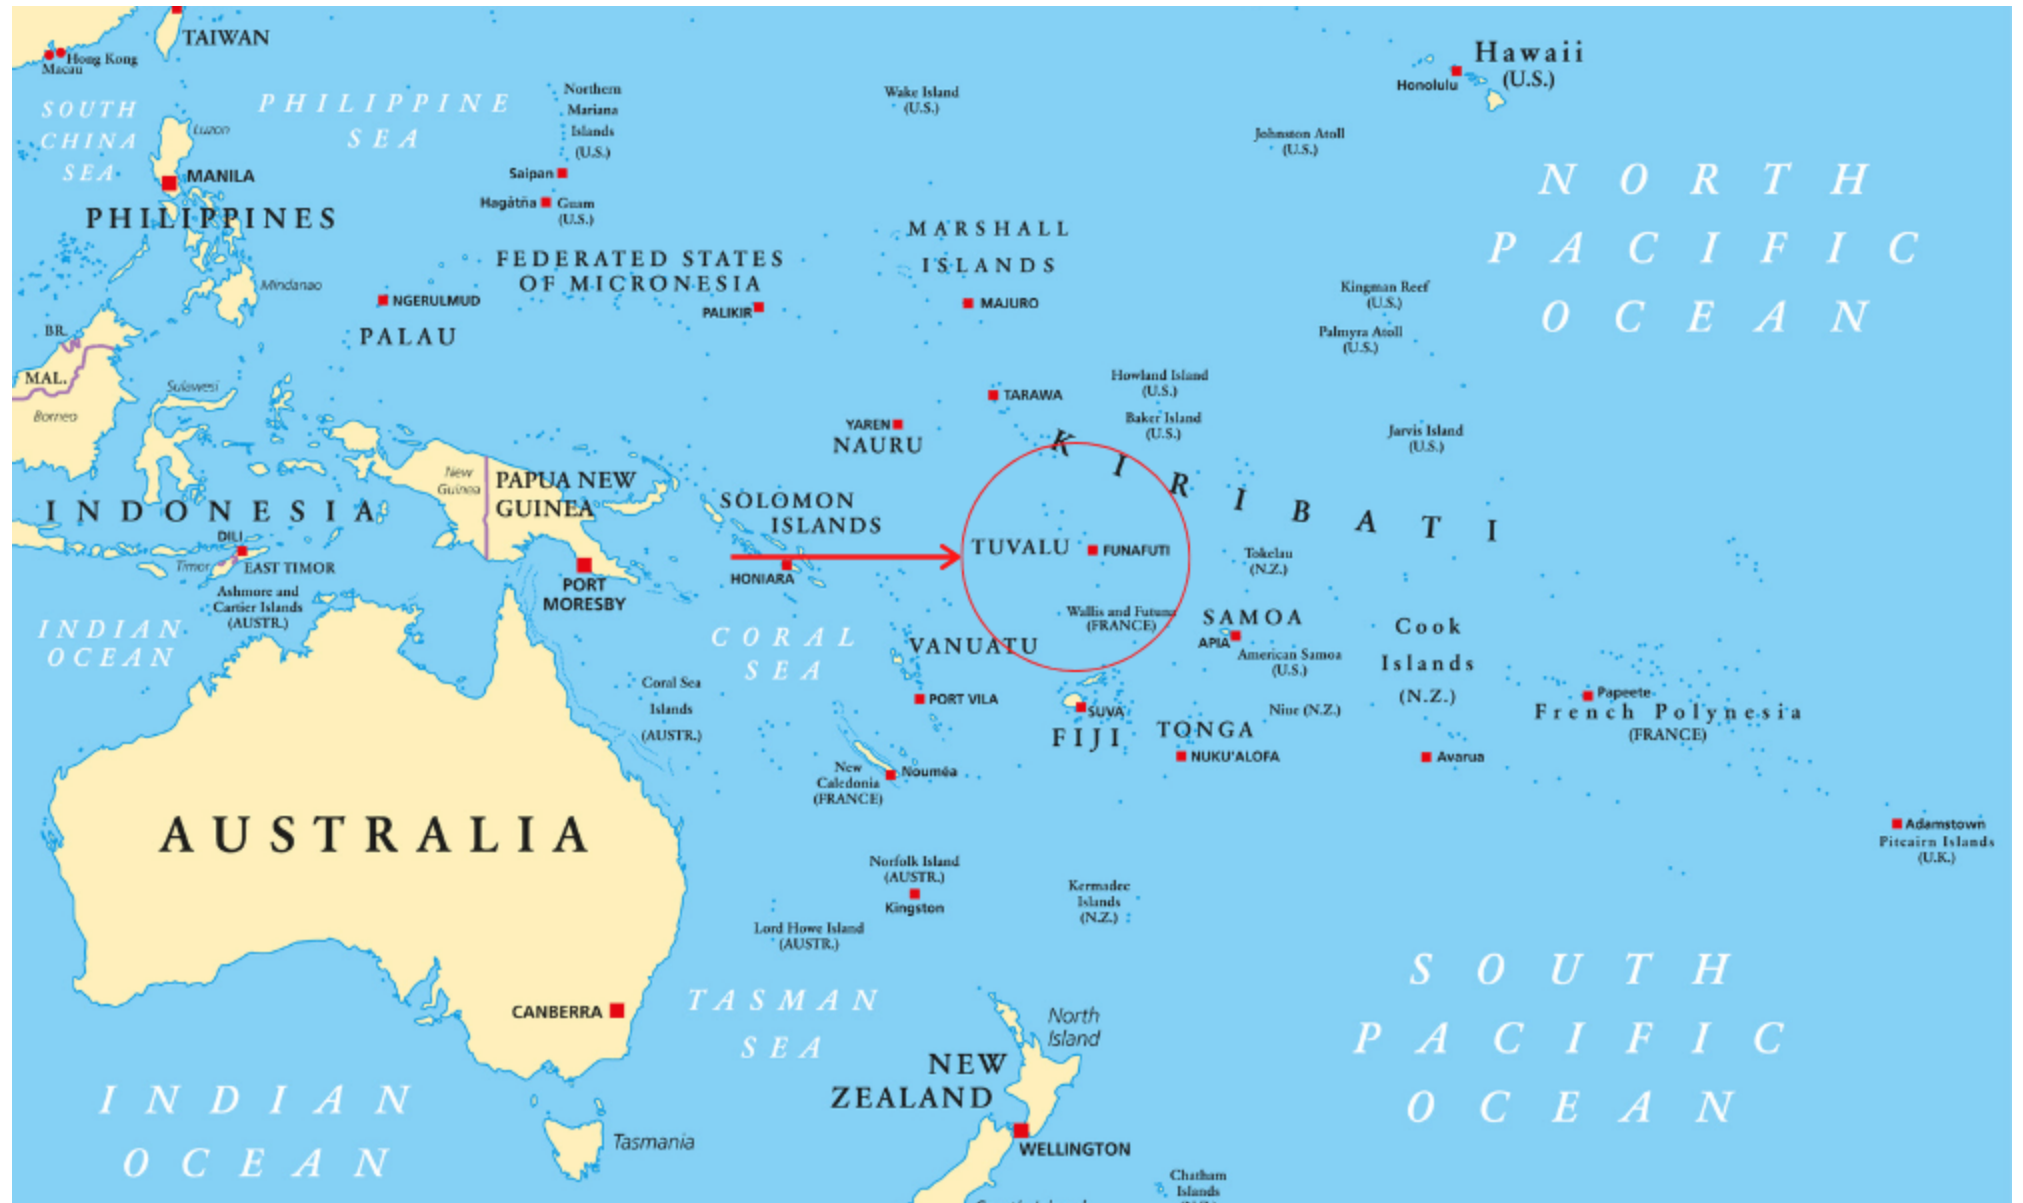 TAIWAN
Hong Kong
Macau
SOUTH
CHINA
SEA
PHILIPPINE
SEA
Luzon
MANILA
PHILIPPINES
Mindanao
Northern
Mariana
Islands
(U.S.)
Saipan
Hagåtña
Guam
(U.S.)
Wake Island
(U.S.)
Hawaii
(U.S.)
Honolulu
Johnston Atoll
(U.S.)
NORTH
PACIFIC
OCEAN
MARSHALL
ISLANDS
MAJURO
FEDERATED STATES
OF MICRONESIA
PALIKIR
NGERULMUD
PALAU
Kingman Reef
(U.S.)
Palmyra Atoll
(U.S.)
BR.
MAL.
Borneo
Sulawesi
TARAWA
Howland Island
(U.S.)
Baker Island
(U.S.)
Jarvis Island
(U.S.)
YAREN
NAURU
KIRIBATI
New
Guinea
PAPUA NEW
GUINEA
INDONESIA
SOLOMON
ISLANDS
HONIARA
DILI
Timor
EAST TIMOR
PORT
MORESBY
TUVALU
FUNAFUTI
Tokelau
(N.Z.)
Ashmore and
Cartier Islands
(AUSTR.)
INDIAN
OCEAN
CORAL
SEA
Wallis and Futuna
(FRANCE)
SAMOA
APIA
American Samoa
(U.S.)
Cook
Islands
(N.Z.)
VANUATU
PORT VILA
Coral Sea
Islands
(AUSTR.)
SUVA
FIJI
TONGA
NUKU'ALOFA
Niue (N.Z.)
Avarua
Papeete
French Polynesia
(FRANCE)
New
Caledonia
(FRANCE)
Nouméa
AUSTRALIA
Adamstown
Pitcairn Islands
(U.K.)
Norfolk Island
(AUSTR.)
Kingston
Kermadec
Islands
(N.Z.)
Lord Howe Island
(AUSTR.)
CANBERRA
TASMAN
SEA
SOUTH
PACIFIC
OCEAN
North
Island
NEW
ZEALAND
WELLINGTON
INDIAN
OCEAN
Tasmania
Chatham
Islands